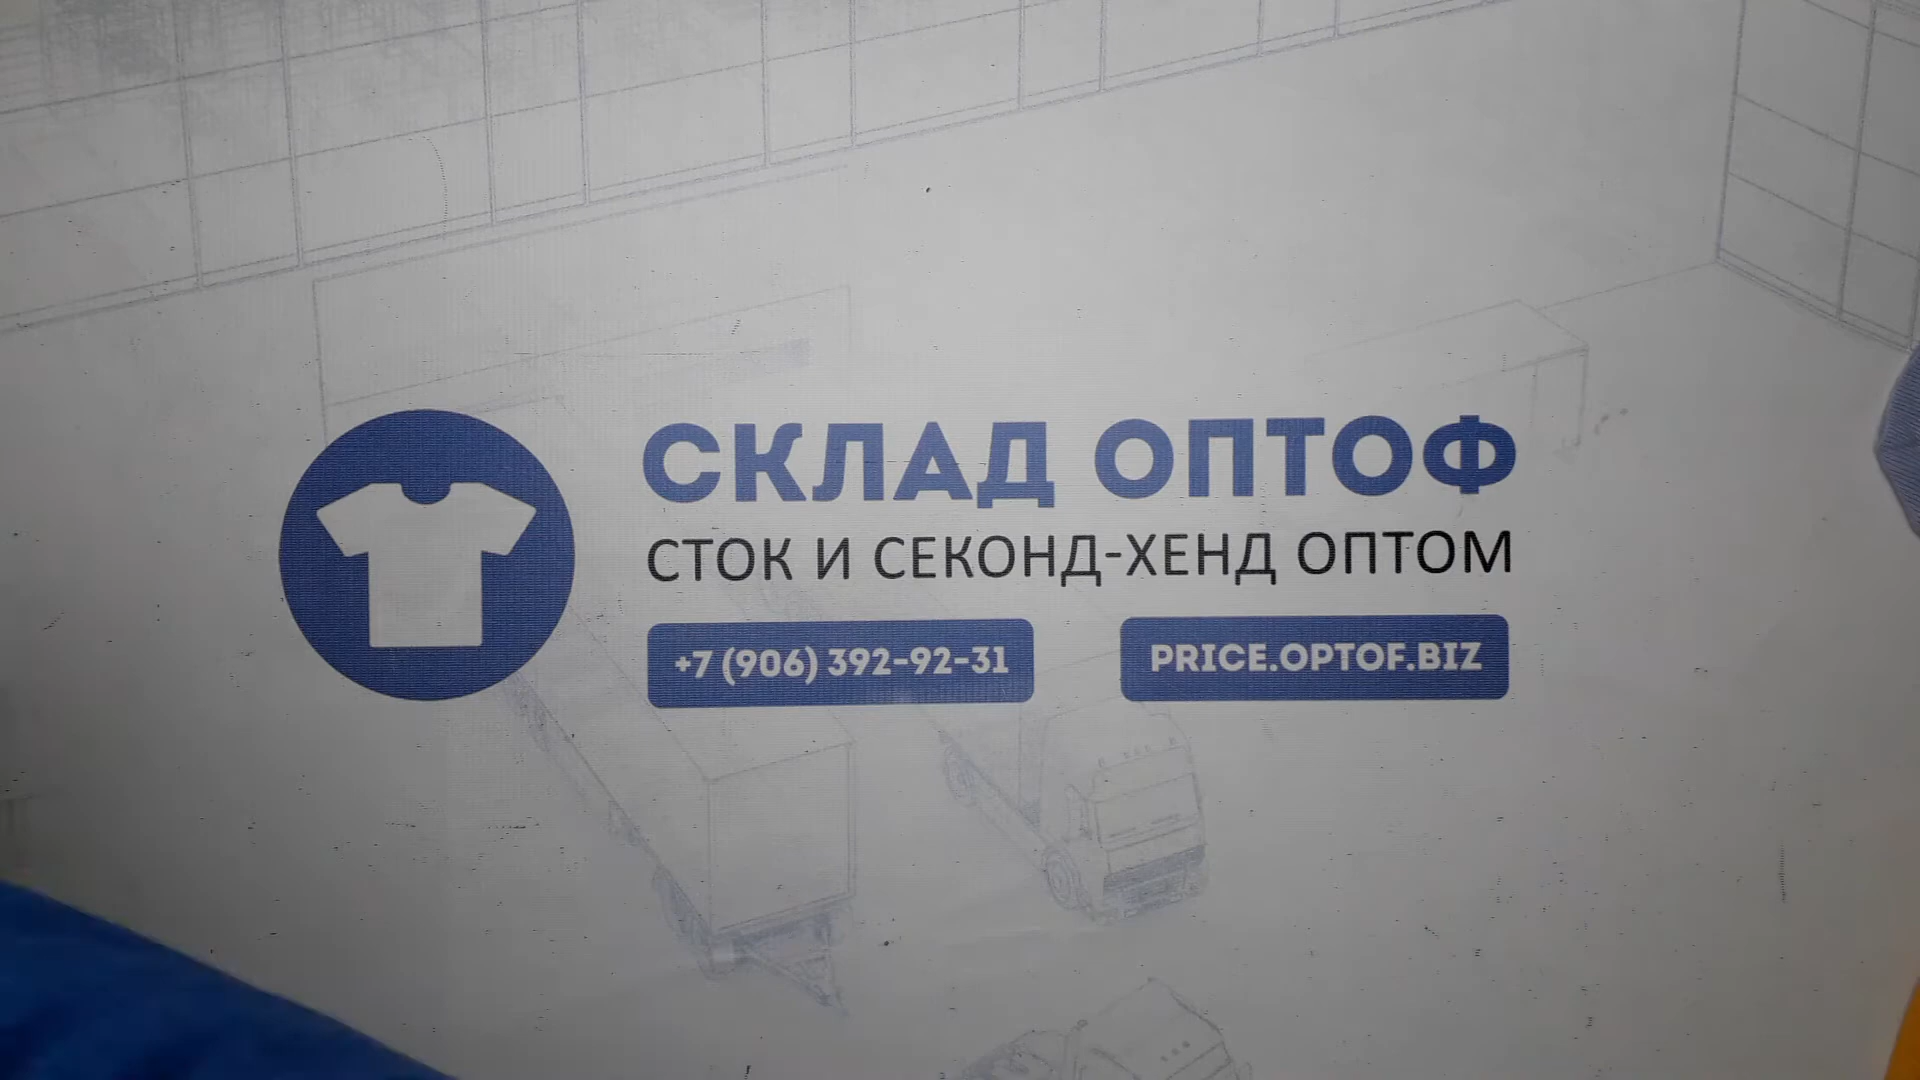 СКЛАД ОПТОФ
СТОК И СЕКОНД-ХЕНД ОПТОМ
+7 (906) 392-92-31
PRICE.OPTOF.BIZ